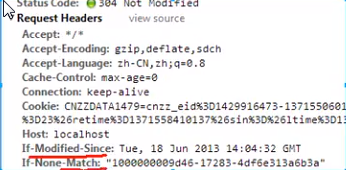 Status Code: 304 Not Modified
Request Headers view source
Accept: */*
Accept-Encoding: gzip,deflate,sdch
Accept-Language: zh-CN,zh;q=0.8
Cache-Control: max-age=0
Connection: keep-alive
Cookie: CNZZDATA1479=cnzz_eid%3D1429916473-1371550601
%3D23%26retime%3D1371558410137%26sin%3D%26ltime%3D1
Host: localhost
If-Modified-Since: Tue, 18 Jun 2013 14:04:32 GMT
If-None-Match: "1000000009d46-17283-4df6e313a6b3a"